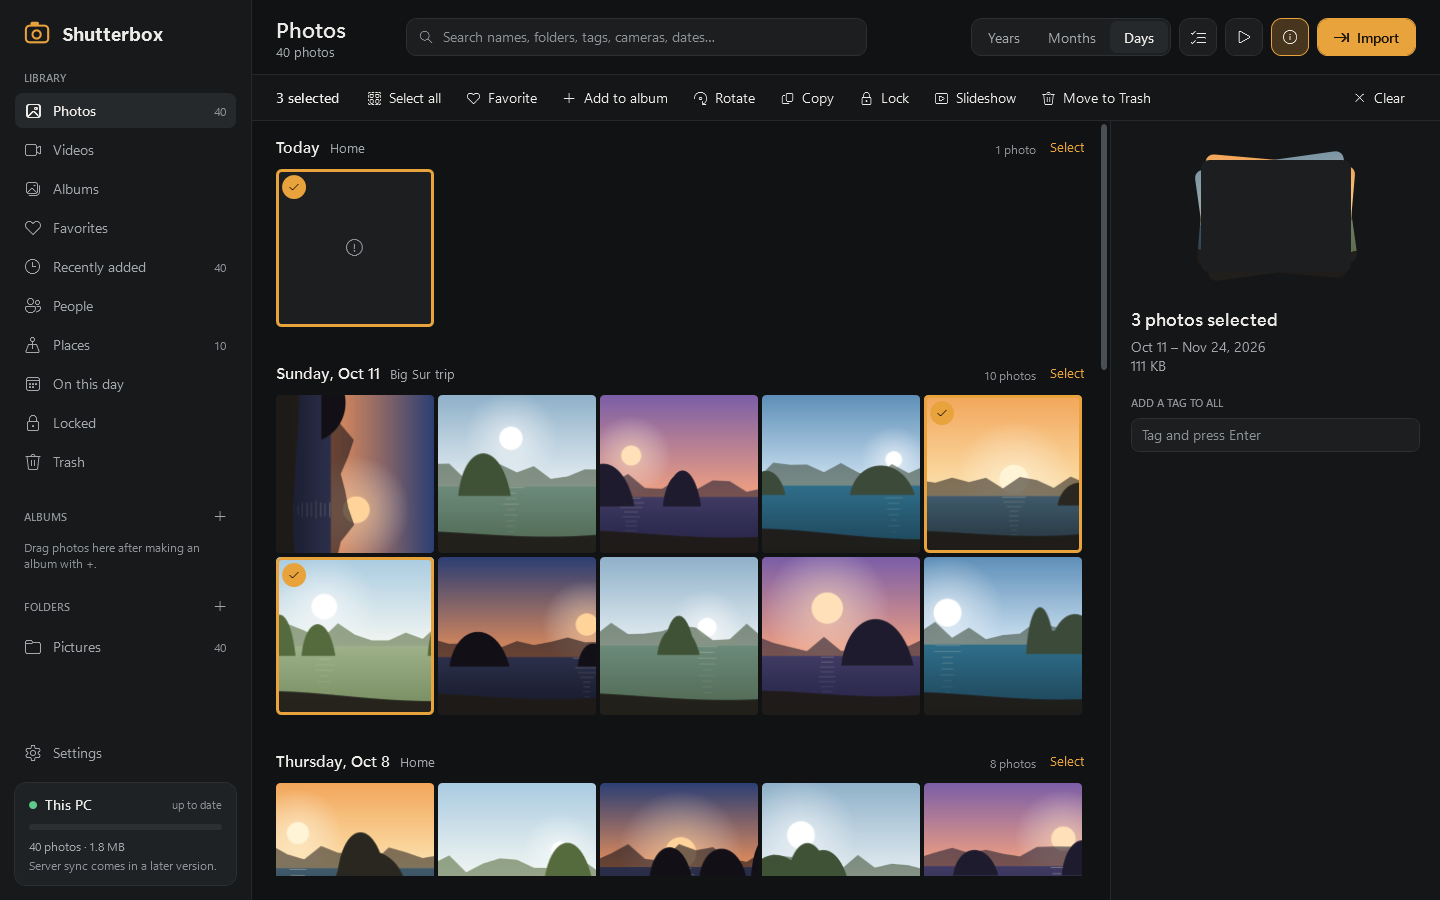 Shutterbox
LIBRARY
Photos 40
Videos
Albums
Favorites
Recently added 40
People
Places 10
On this day
Locked
Trash
ALBUMS
Drag photos here after making an
album with +.
FOLDERS
Pictures 40
Settings
This PC up to date
40 photos · 1.8 MB
Server sync comes in a later version.
Photos
40 photos
Search names, folders, tags, cameras, dates...
Years Months Days
Import
3 selected Select all Favorite Add to album Rotate Copy Lock Slideshow Move to Trash Clear
Today Home 1 photo Select
Sunday, Oct 11 Big Sur trip 10 photos Select
Thursday, Oct 8 Home 8 photos Select
3 photos selected
Oct 11 – Nov 24, 2026
111 KB
ADD A TAG TO ALL
Tag and press Enter